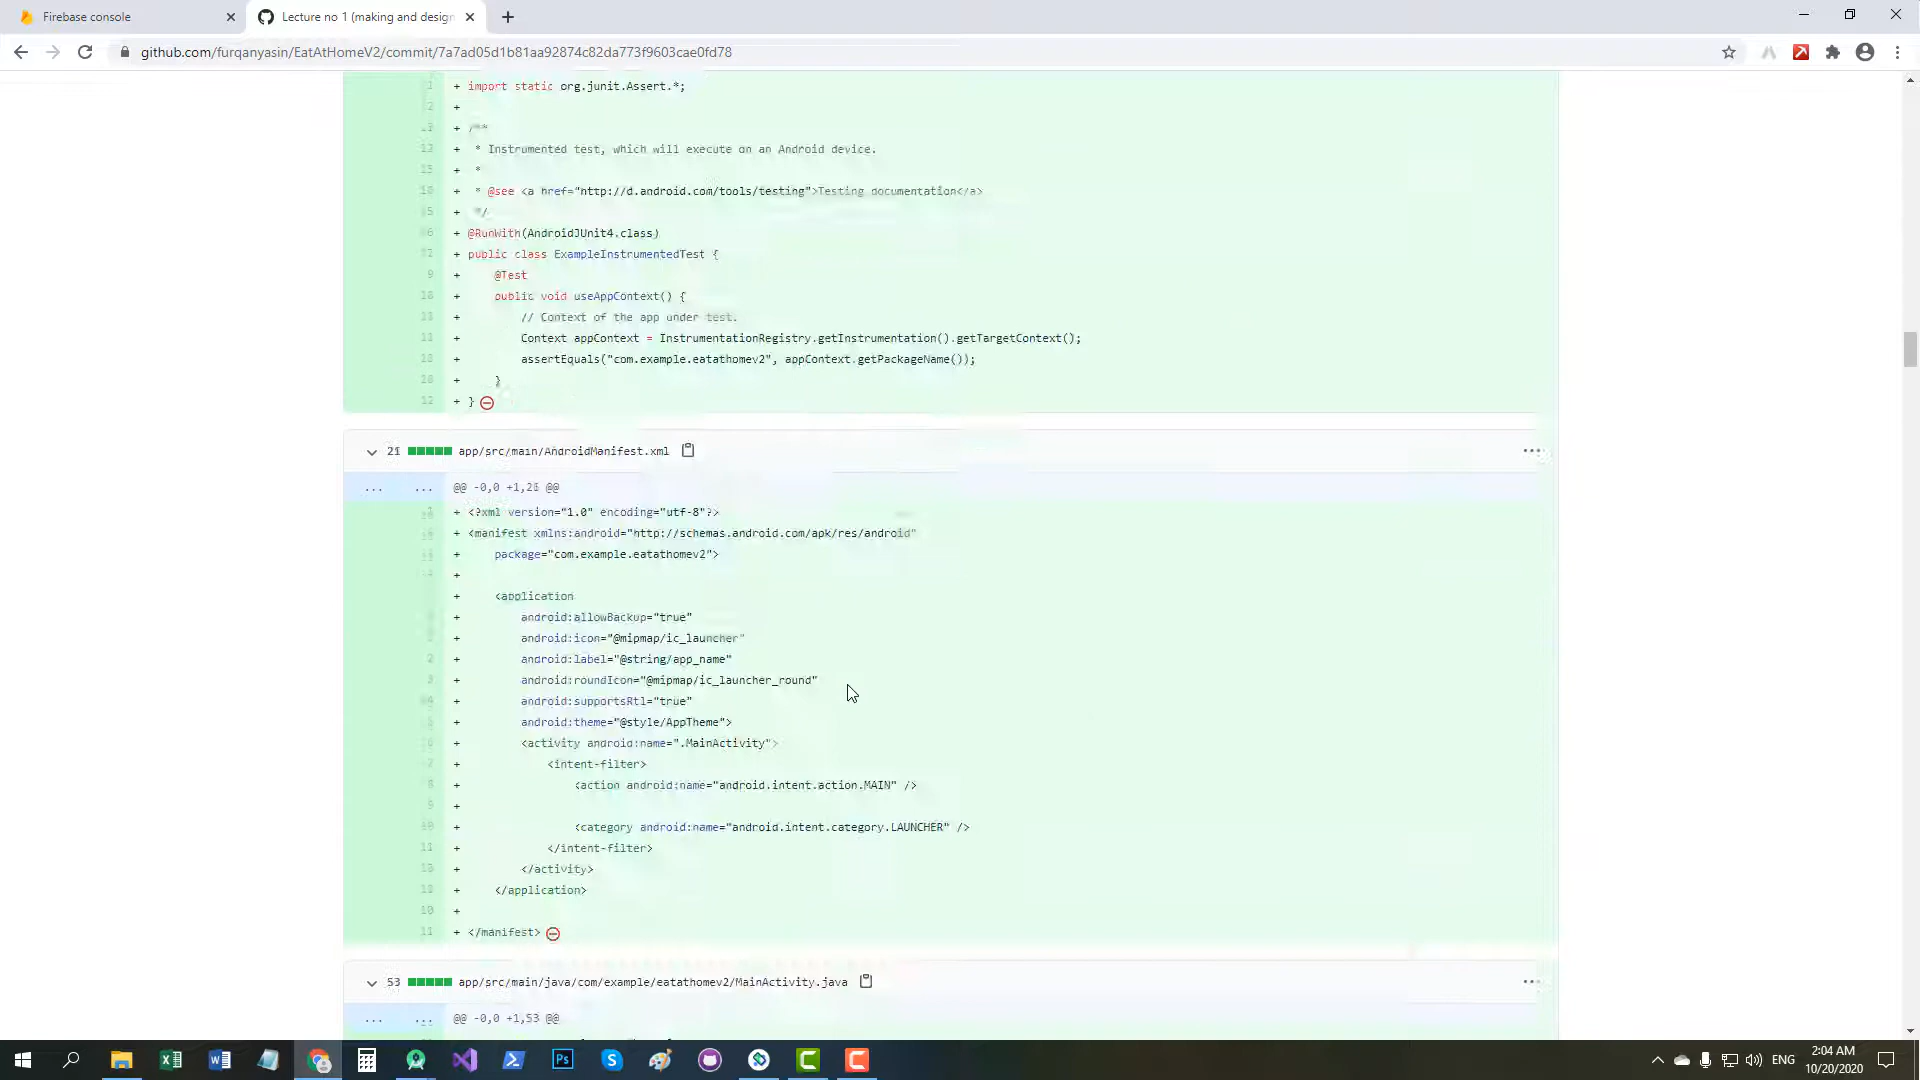 Firebase console
Lecture no 1 (making and design
github.com/furqanyasin/EatAtHomeV2/commit/7a7ad05d1b81aa92874c82da773f9603cae0fd78
+ import static org.junit.Assert.*;
+
+ /**
+ * Instrumented test, which will execute on an Android device.
+ *
+ * @see <a href="http://d.android.com/tools/testing">Testing documentation</a>
+ */
+ @RunWith(AndroidJUnit4.class)
+ public class ExampleInstrumentedTest {
+ @Test
+ public void useAppContext() {
+ // Context of the app under test.
+ Context appContext = InstrumentationRegistry.getInstrumentation().getTargetContext();
+ assertEquals("com.example.eatathomev2", appContext.getPackageName());
+ }
+ }
21 app/src/main/AndroidManifest.xml
... ... @@ -0,0 +1,21 @@
+ <?xml version="1.0" encoding="utf-8"?>
+ <manifest xmlns:android="http://schemas.android.com/apk/res/android"
+ package="com.example.eatathomev2">
+
+ <application
+ android:allowBackup="true"
+ android:icon="@mipmap/ic_launcher"
+ android:label="@string/app_name"
+ android:roundIcon="@mipmap/ic_launcher_round"
+ android:supportsRtl="true"
+ android:theme="@style/AppTheme">
+ <activity android:name=".MainActivity">
+ <intent-filter>
+ <action android:name="android.intent.action.MAIN" />
+
+ <category android:name="android.intent.category.LAUNCHER" />
+ </intent-filter>
+ </activity>
+ </application>
+
+ </manifest>
53 app/src/main/java/com/example/eatathomev2/MainActivity.java
... ... @@ -0,0 +1,53 @@
ENG
2:04 AM
10/20/2020